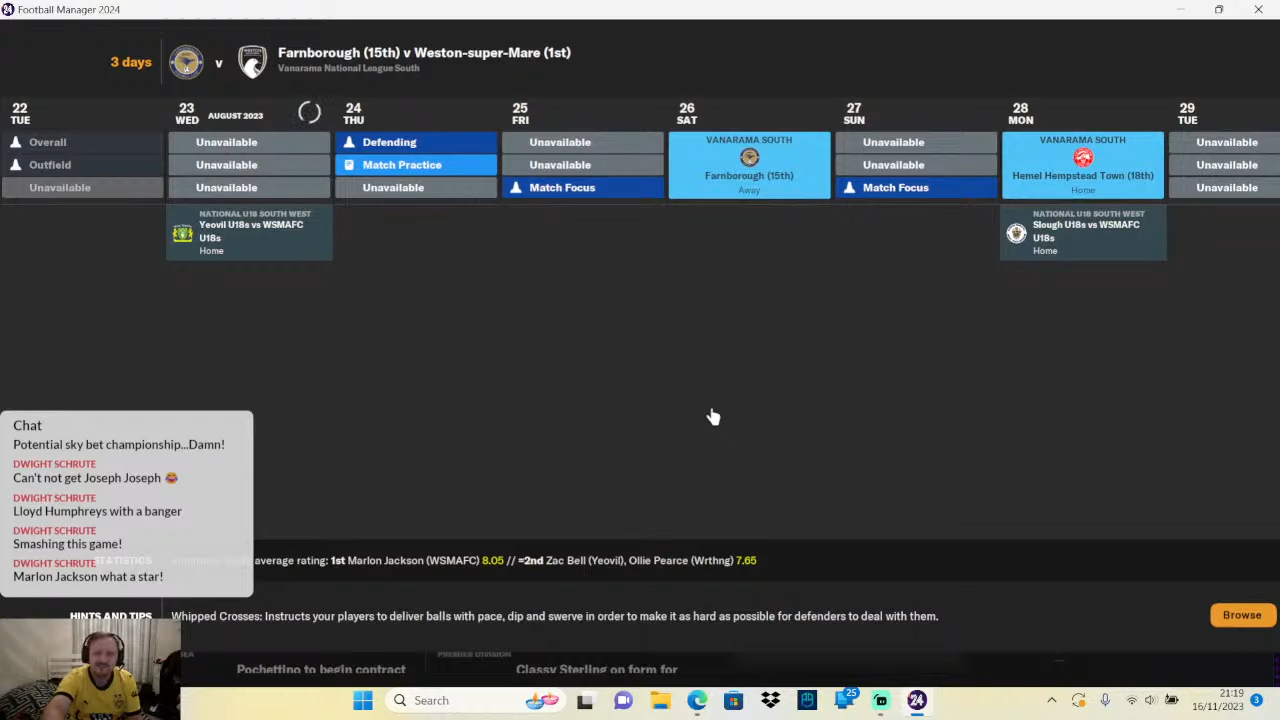 Football Manager 2024
3 days
v
Farnborough (15th) v Weston-super-Mare (1st)
Vanarama National League South
22
TUE
23
WED
AUGUST 2023
24
THU
25
FRI
26
SAT
27
SUN
28
MON
29
TUE
Overall
Unavailable
Defending
Unavailable
VANARAMA SOUTH
Unavailable
VANARAMA SOUTH
Unavailable
Outfield
Unavailable
Match Practice
Unavailable
Unavailable
Unavailable
Unavailable
Unavailable
Unavailable
Match Focus
Farnborough (15th)
Away
Match Focus
Hemel Hempstead Town (18th)
Home
Unavailable
NATIONAL U18 SOUTH WEST
Yeovil U18s vs WSMAFC
U18s
Home
NATIONAL U18 SOUTH WEST
Slough U18s vs WSMAFC
U18s
Home
Chat
Potential sky bet championship...Damn!
DWIGHT SCHRUTE
Can't not get Joseph Joseph
DWIGHT SCHRUTE
Lloyd Humphreys with a banger
DWIGHT SCHRUTE
Smashing this game!
DWIGHT SCHRUTE
Marlon Jackson what a star!
STATISTICS
average rating: 1st Marlon Jackson (WSMAFC) 8.05 // =2nd Zac Bell (Yeovil), Ollie Pearce (Wrthng) 7.65
HINTS AND TIPS
Whipped Crosses: Instructs your players to deliver balls with pace, dip and swerve in order to make it as hard as possible for defenders to deal with them.
Browse
Pochettino to begin contract
PREMIER DIVISION
Classy Sterling on form for
Search
25
24
21:19
16/11/2023
3